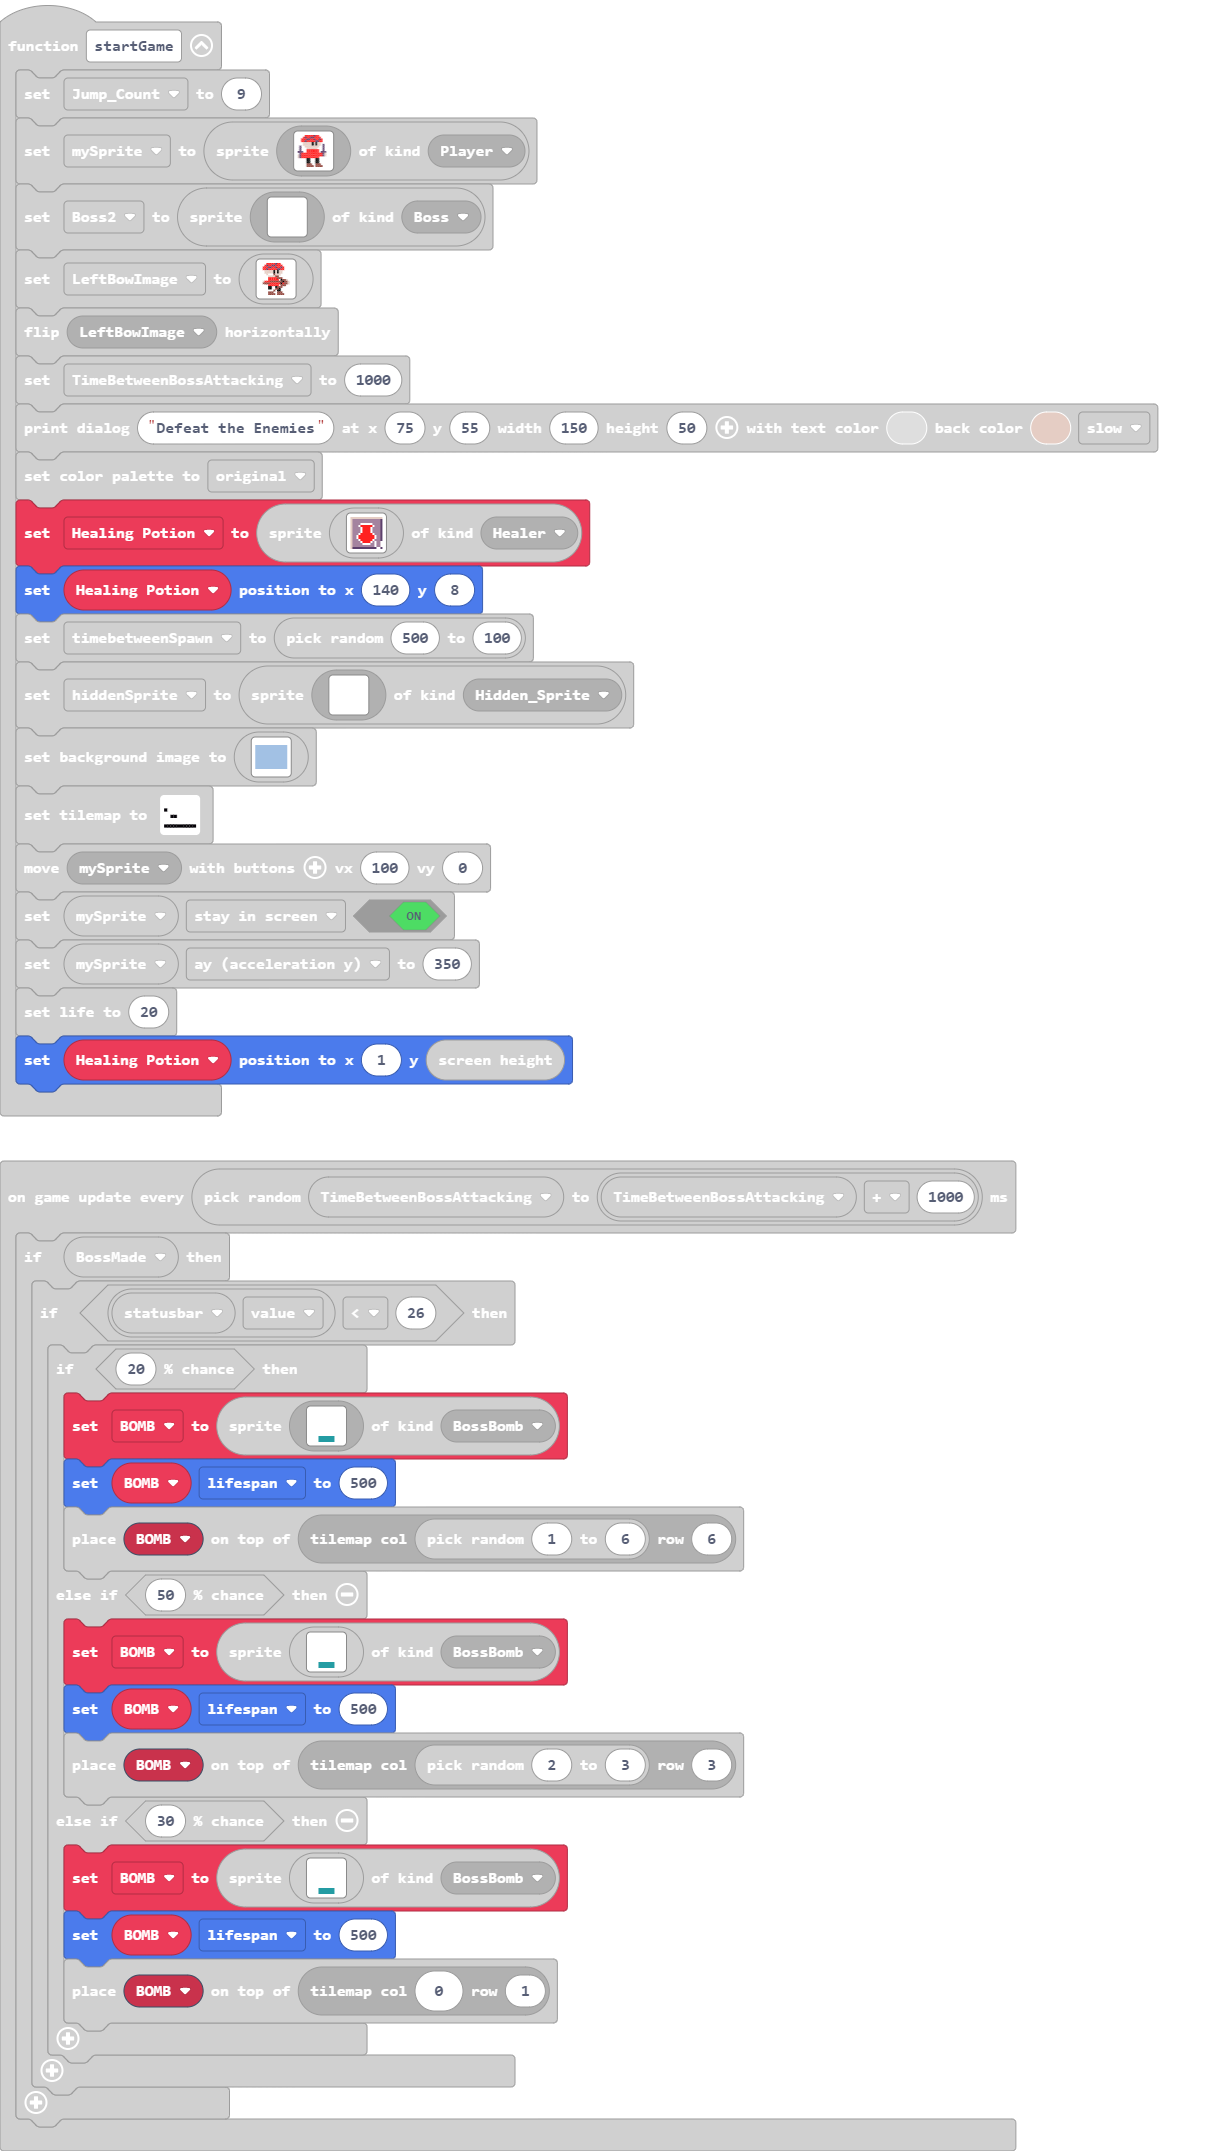 function startGame
set Jump_Count to 9
set mySprite to sprite of kind Player
set Boss2 to sprite of kind Boss
set LeftBowImage to
flip LeftBowImage horizontally
set TimeBetweenBossAttacking to 1000
print dialog "Defeat the Enemies" at x 75 y 55 width 150 height 50 with text color back color slow
set color palette to original
set Healing Potion to sprite of kind Healer
set Healing Potion position to x 140 y 8
set timebetweenSpawn to pick random 500 to 100
set hiddenSprite to sprite of kind Hidden_Sprite
set background image to
set tilemap to
move mySprite with buttons vx 100 vy 0
set mySprite stay in screen ON
set mySprite ay (acceleration y) to 350
set life to 20
set Healing Potion position to x 1 y screen height
on game update every pick random TimeBetweenBossAttacking to TimeBetweenBossAttacking + 1000 ms
if BossMade then
if statusbar value < 26 then
if 20 % chance then
set BOMB to sprite of kind BossBomb
set BOMB lifespan to 500
place BOMB on top of tilemap col pick random 1 to 6 row 6
else if 50 % chance then
set BOMB to sprite of kind BossBomb
set BOMB lifespan to 500
place BOMB on top of tilemap col pick random 2 to 3 row 3
else if 30 % chance then
set BOMB to sprite of kind BossBomb
set BOMB lifespan to 500
place BOMB on top of tilemap col 0 row 1